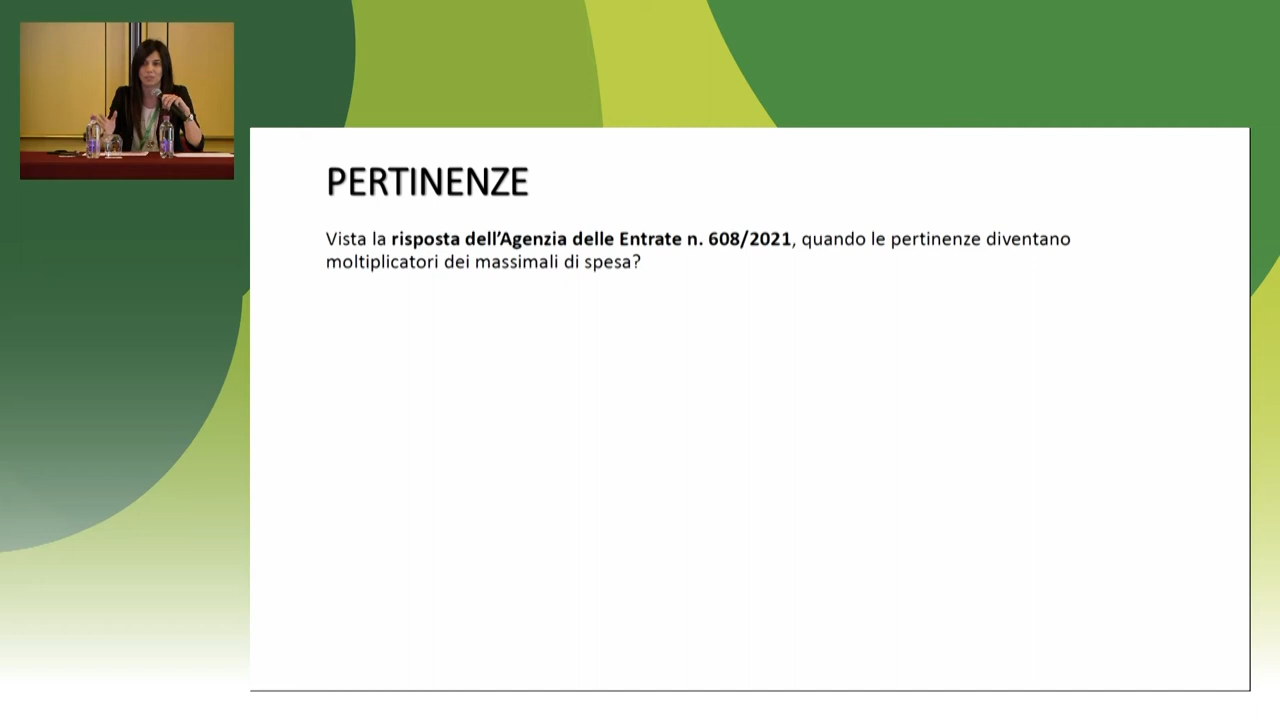 PERTINENZE
Vista la risposta dell’Agenzia delle Entrate n. 608/2021, quando le pertinenze diventano
moltiplicatori dei massimali di spesa?